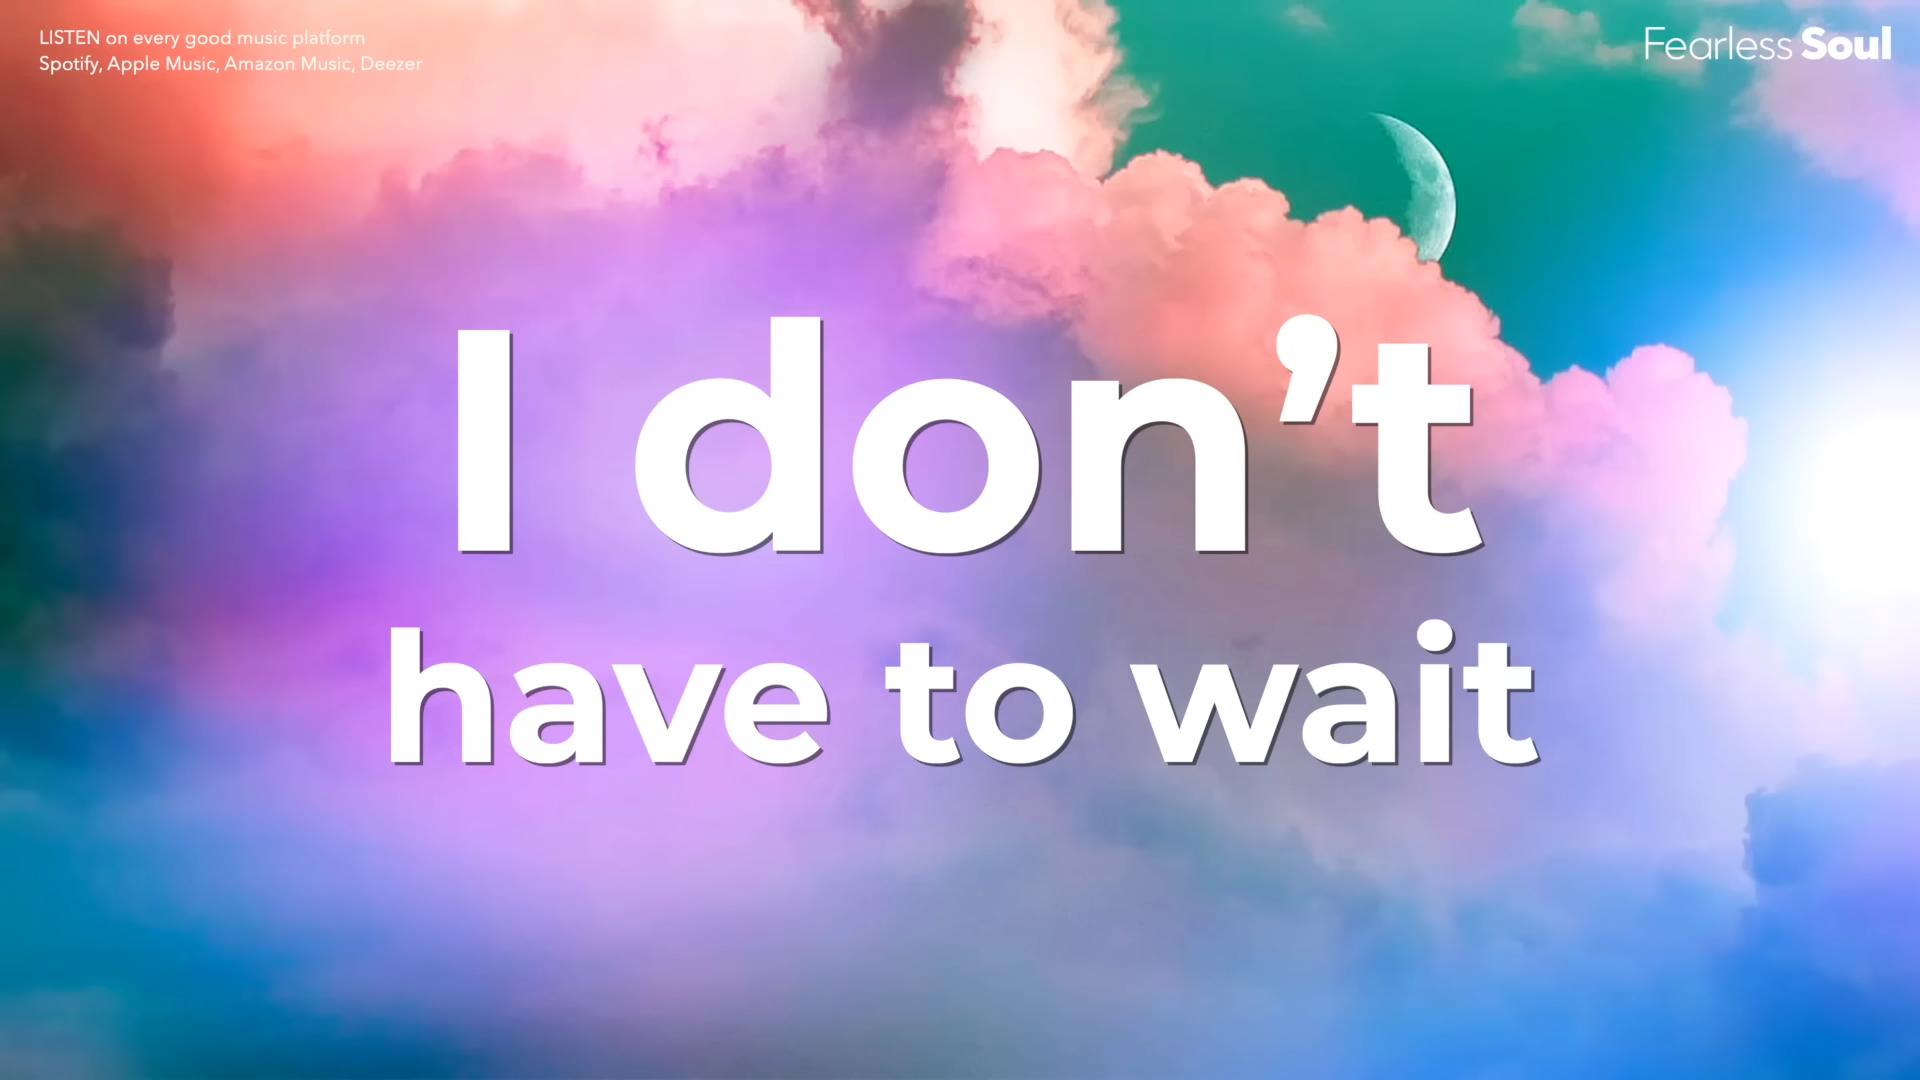 LISTEN on every good music platform
Spotify, Apple Music, Amazon Music, Deezer
Fearless Soul
I don’t
have to wait